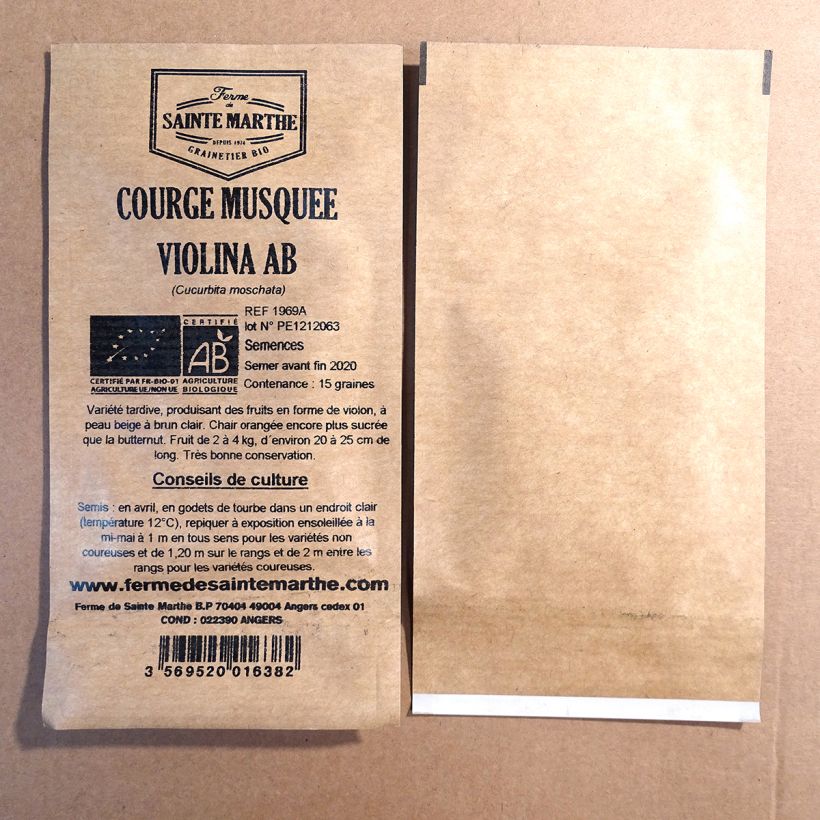 Ferme
de
SAINTE MARTHE
DEPUIS 1974
GRAINETIER BIO
COURGE MUSQUEE
VIOLINA AB
(Cucurbita moschata)
REF 1969A
lot N° PE1212063
Semences
Semer avant fin 2020
Contenance : 15 graines
CERTIFIÉ
AB
CERTIFIÉ PAR FR-BIO-01 AGRICULTURE
AGRICULTURE UE/NON UE BIOLOGIQUE
Variété tardive, produisant des fruits en forme de violon, à
peau beige à brun clair. Chair orangée encore plus sucrée
que la butternut. Fruit de 2 à 4 kg, d´environ 20 à 25 cm de
long. Très bonne conservation.
Conseils de culture
Semis : en avril, en godets de tourbe dans un endroit clair
(température 12°C), repiquer à exposition ensoleillée à la
mi-mai à 1 m en tous sens pour les variétés non
coureuses et de 1,20 m sur le rangs et de 2 m entre les
rangs pour les variétés coureuses.
www.fermedesaintemarthe.com
Ferme de Sainte Marthe B.P 70404 49004 Angers cedex 01
COND : 022390 ANGERS
3 569520 016382